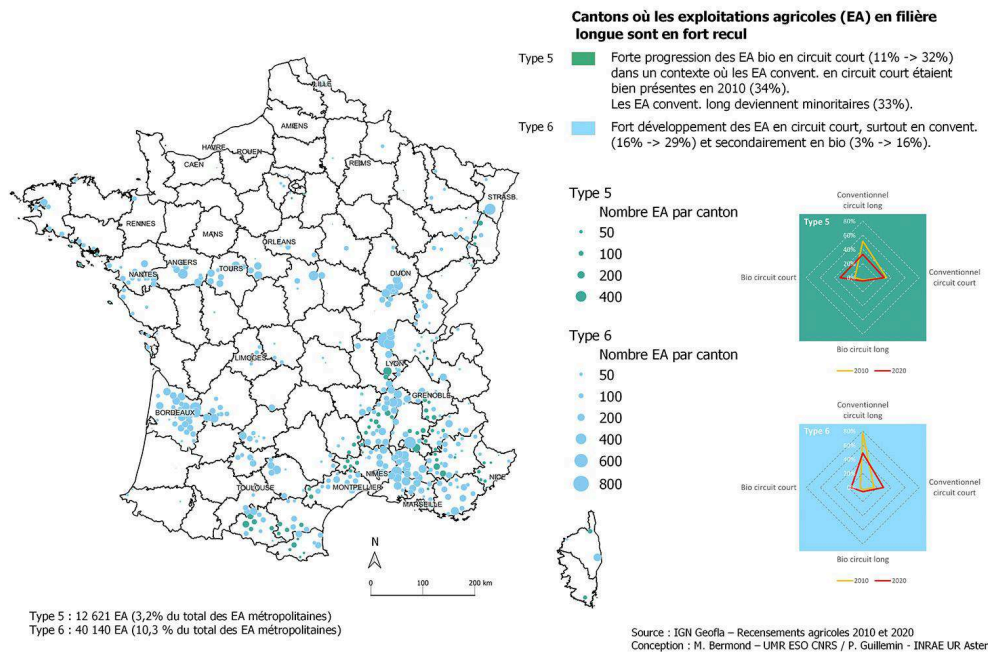 Cantons où les exploitations agricoles (EA) en filière
longue sont en fort recul
Type 5
Forte progression des EA bio en circuit court (11% -> 32%)
dans un contexte où les EA convent. en circuit court étaient
bien présentes en 2010 (34%).
Les EA convent. long deviennent minoritaires (33%).
Type 6
Fort développement des EA en circuit court, surtout en convent.
(16% -> 29%) et secondairement en bio (3% -> 16%).
LILLE
AMIENS
HAVRE
ROUEN
CAEN
REIMS
STRASB.
RENNES
MANS
ORLEANS
ANGERS
NANTES
TOURS
DIJON
LIMOGES
LYON
GRENOBLE
BORDEAUX
NIMES
NICE
TOULOUSE
MONTPELLIER
MARSEILLE
N
0 100 200 km
Type 5
Nombre EA par canton
50
100
200
400
Type 6
Nombre EA par canton
50
100
200
400
600
800
Conventionnel
circuit long
Type 5
80%
60%
40%
20%
0%
Bio circuit court
Conventionnel
circuit court
Bio circuit long
2010 2020
Conventionnel
circuit long
Type 6
80%
Bio circuit court
Conventionnel
circuit court
Bio circuit long
2010 2020
Type 5 : 12 621 EA (3,2% du total des EA métropolitaines)
Type 6 : 40 140 EA (10,3 % du total des EA métropolitaines)
Source : IGN Geofla – Recensements agricoles 2010 et 2020
Conception : M. Bermond – UMR ESO CNRS / P. Guillemin - INRAE UR Aster